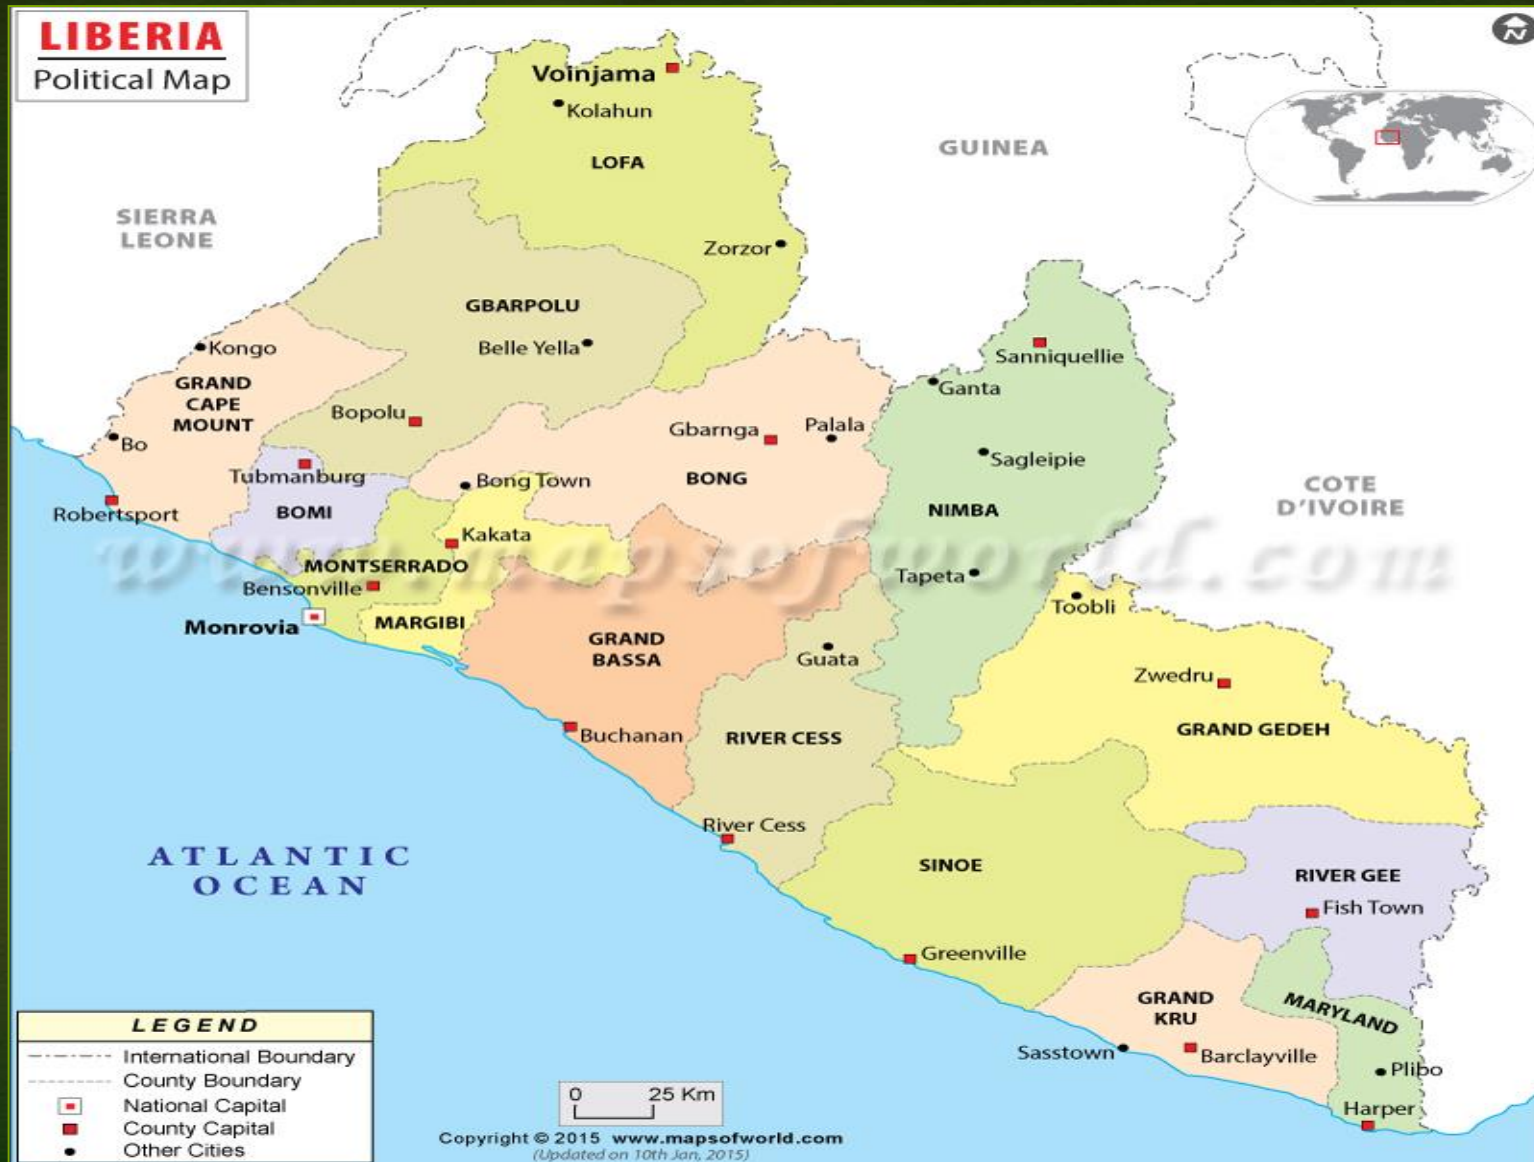 LIBERIA
Political Map
N
Voinjama
Kolahun
LOFA
GUINEA
SIERRA
LEONE
Zorzor
GBARPOLU
Belle Yella
Kongo
GRAND
CAPE
MOUNT
Bopolu
Bo
Tubmanburg
Robertsport
BOMI
Bong Town
Gbarnga
Palala
BONG
Sanniquellie
Ganta
Sagleipie
NIMBA
COTE
D'IVOIRE
Kakata
www.mapsofworld.com
MONTSERRADO
Bensonville
Monrovia
MARGIBI
GRAND
BASSA
Tapeta
Toobli
Guata
Zwedru
GRAND GEDEH
Buchanan
RIVER CESS
River Cess
ATLANTIC
OCEAN
SINOE
RIVER GEE
Fish Town
Greenville
GRAND
KRU
MARYLAND
Sasstown
Barclayville
Plibo
Harper
LEGEND
International Boundary
County Boundary
National Capital
County Capital
Other Cities
0 25 Km
Copyright © 2015 www.mapsofworld.com
(Updated on 10th Jan, 2015)